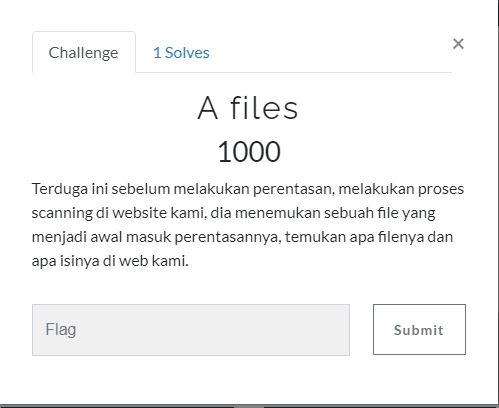 Challenge
1 Solves
×
A files
1000
Terduga ini sebelum melakukan perentasan, melakukan proses
scanning di website kami, dia menemukan sebuah file yang
menjadi awal masuk perentasannya, temukan apa filenya dan
apa isinya di web kami.
Flag
Submit